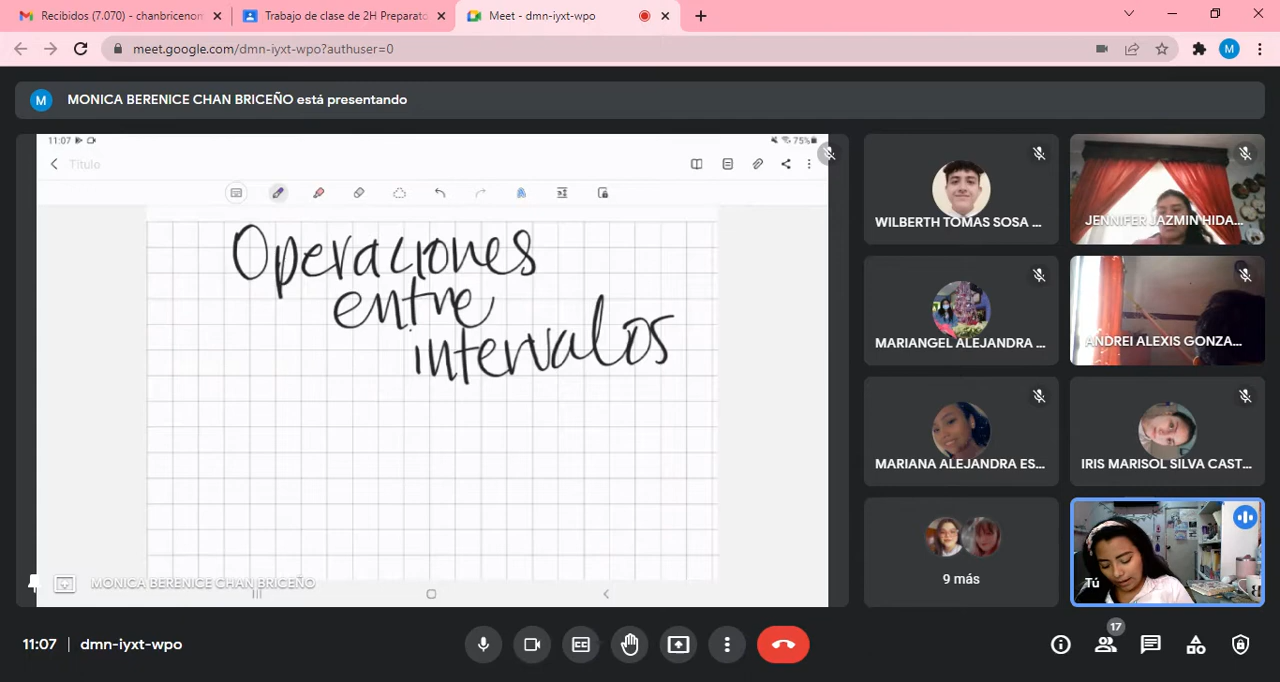 Recibidos (7.070) - chanbricenom
Trabajo de clase de 2H Preparato
Meet - dmn-iyxt-wpo
meet.google.com/dmn-iyxt-wpo?authuser=0
M
M
MONICA BERENICE CHAN BRICEÑO está presentando
11:07
75%
Título
Operaciones
entre
intervalos
MONICA BERENICE CHAN BRICEÑO
WILBERTH TOMAS SOSA ...
JENNIFER JAZMIN HIDA...
MARIANGEL ALEJANDRA ...
ANDREI ALEXIS GONZA...
MARIANA ALEJANDRA ES...
IRIS MARISOL SILVA CAST...
9 más
Tú
11:07 | dmn-iyxt-wpo
17